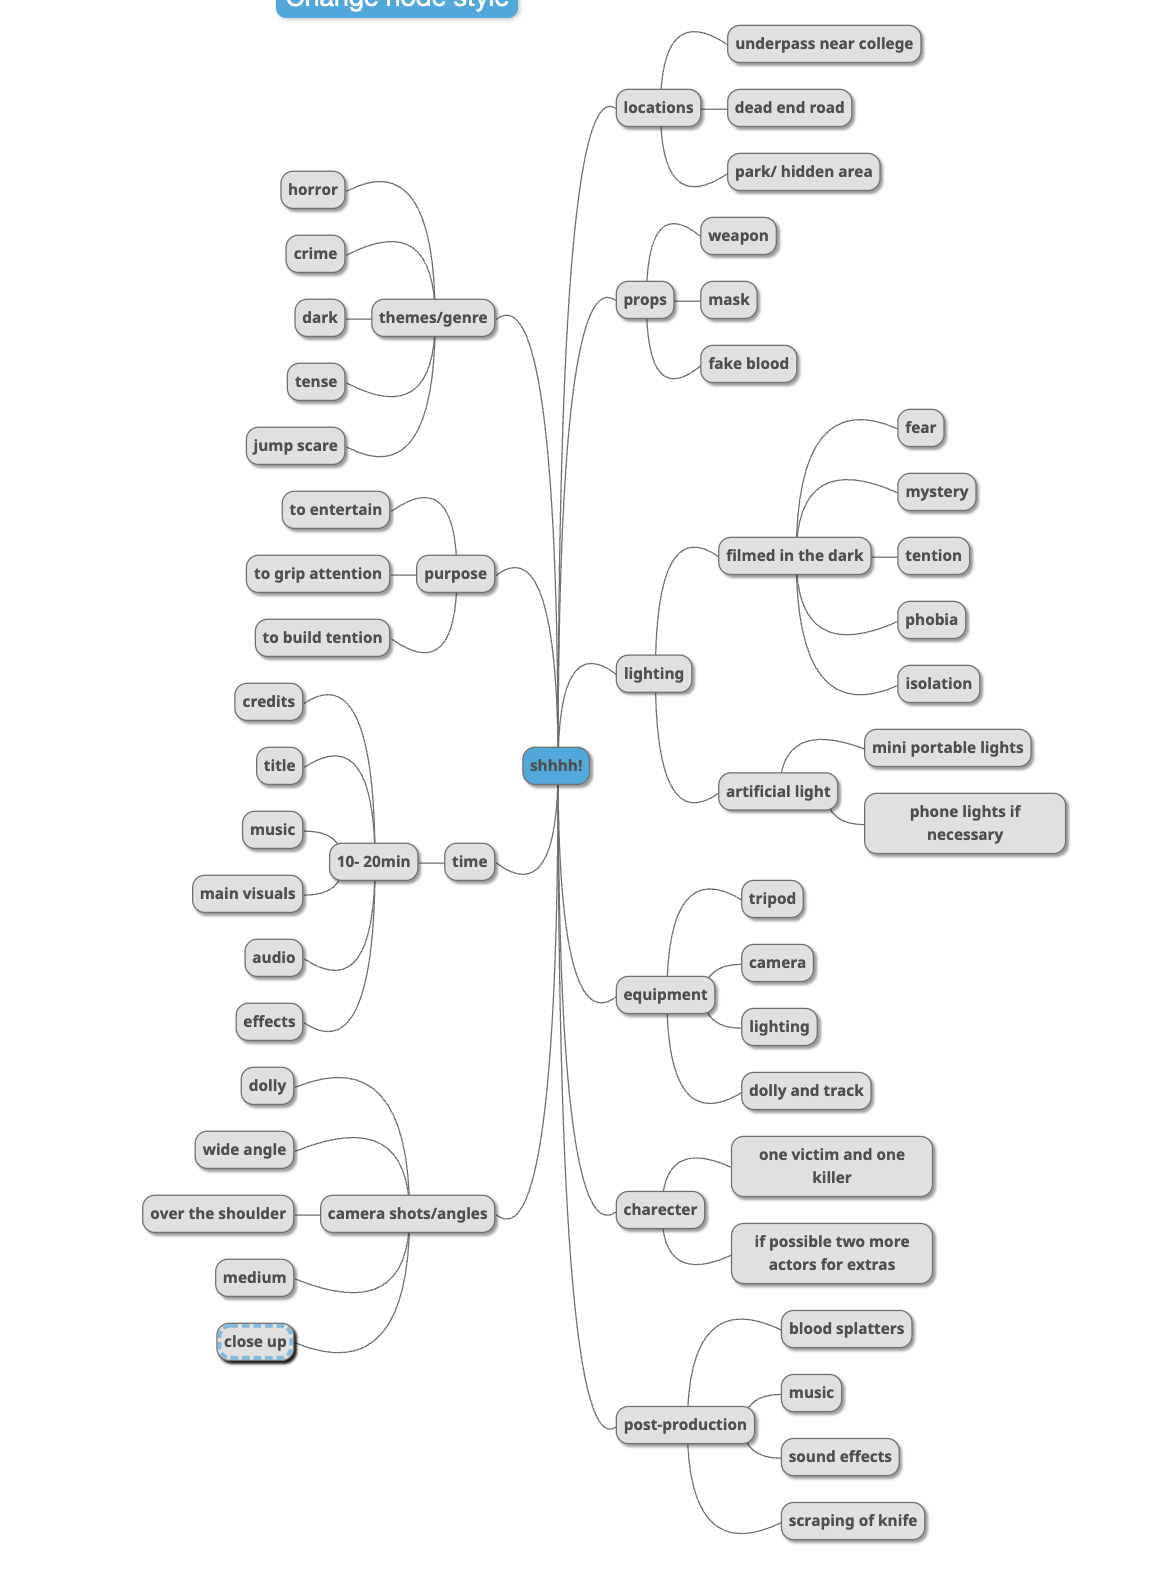 Change node style
underpass near college
locations
dead end road
park/ hidden area
horror
crime
dark
themes/genre
tense
jump scare
weapon
props
mask
fake blood
to entertain
to grip attention
purpose
to build tention
fear
mystery
filmed in the dark
tention
phobia
isolation
lighting
mini portable lights
artificial light
phone lights if
necessary
shhhh!
credits
title
music
10- 20min
time
main visuals
audio
effects
tripod
camera
equipment
lighting
dolly and track
dolly
wide angle
over the shoulder
camera shots/angles
medium
close up
one victim and one
killer
charecter
if possible two more
actors for extras
blood splatters
music
post-production
sound effects
scraping of knife